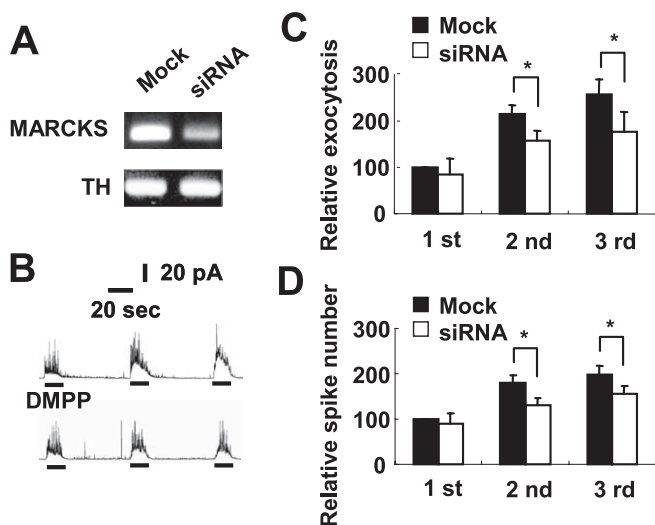 A
Mock
siRNA
MARCKS
TH
B
20 pA
20 sec
DMPP
C
Mock
siRNA
Relative exocytosis
300
200
100
0
*
*
1 st
2 nd
3 rd
D
Mock
siRNA
Relative spike number
300
200
100
0
*
*
1 st
2 nd
3 rd